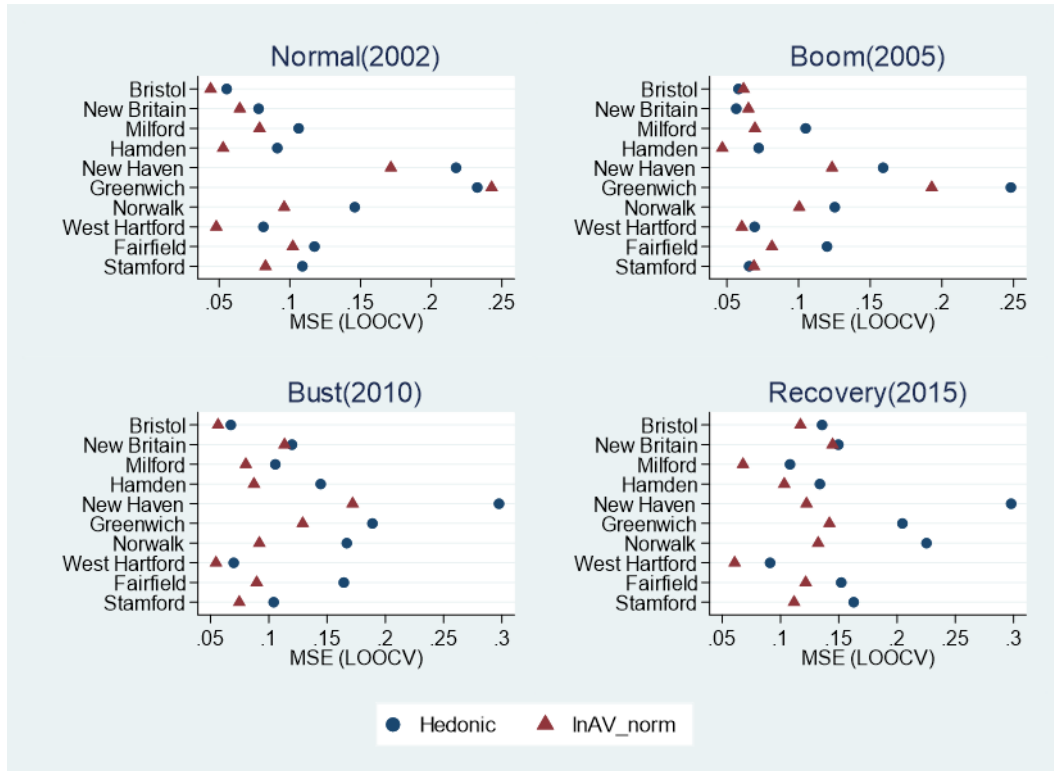 Normal(2002)
Bristol
New Britain
Milford
Hamden
New Haven
Greenwich
Norwalk
West Hartford
Fairfield
Stamford
.05 .1 .15 .2 .25
MSE (LOOCV)
Boom(2005)
Bristol
New Britain
Milford
Hamden
New Haven
Greenwich
Norwalk
West Hartford
Fairfield
Stamford
.05 .1 .15 .2 .25
MSE (LOOCV)
Bust(2010)
Bristol
New Britain
Milford
Hamden
New Haven
Greenwich
Norwalk
West Hartford
Fairfield
Stamford
.05 .1 .15 .2 .25 .3
MSE (LOOCV)
Recovery(2015)
Bristol
New Britain
Milford
Hamden
New Haven
Greenwich
Norwalk
West Hartford
Fairfield
Stamford
.05 .1 .15 .2 .25 .3
MSE (LOOCV)
Hedonic lnAV_norm